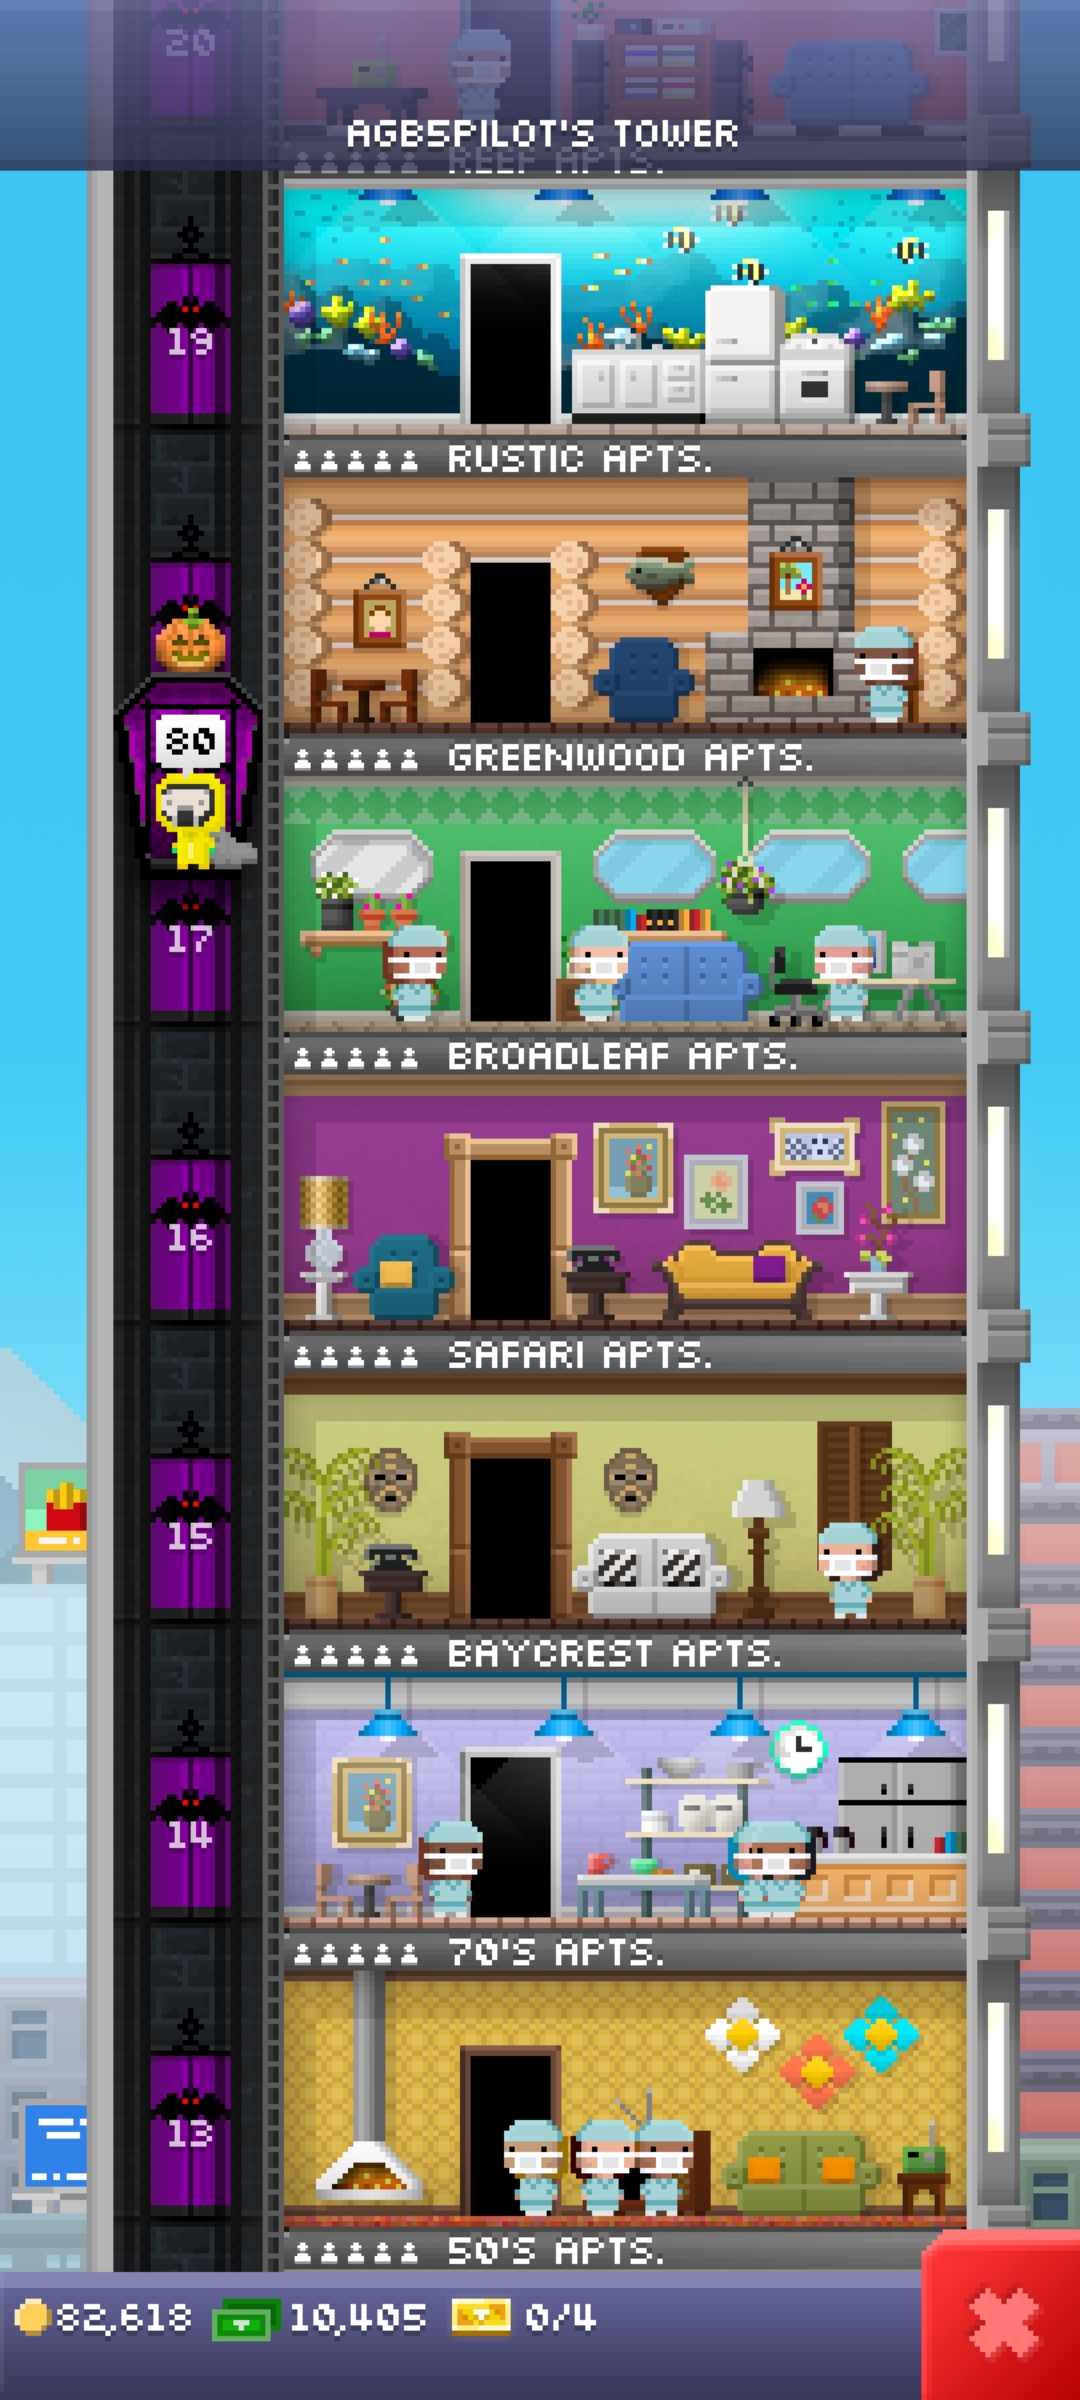 20
AGB5PILOT'S TOWER
REEF APTS.
19
RUSTIC APTS.
80
GREENWOOD APTS.
17
BROADLEAF APTS.
16
SAFARI APTS.
15
BAYCREST APTS.
14
70'S APTS.
13
50'S APTS.
82,618 10,405 0/4